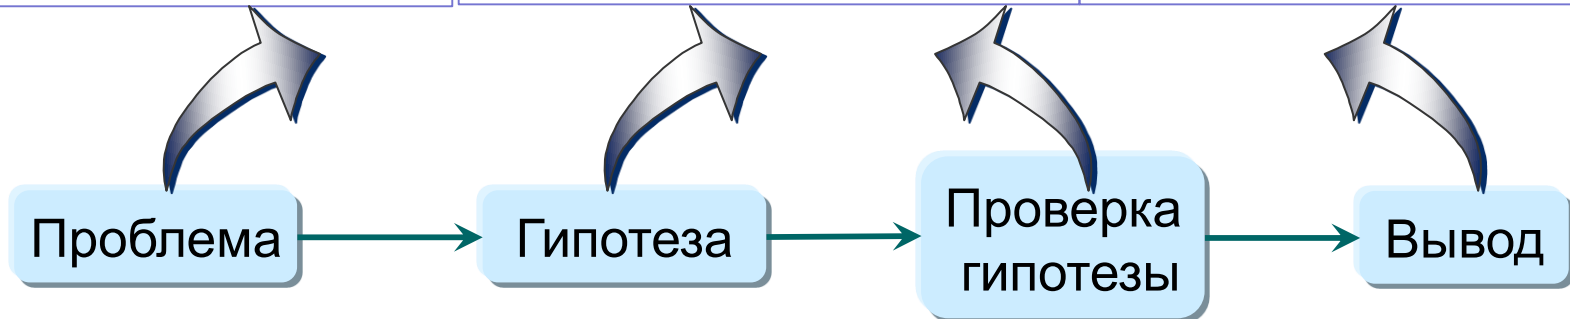 Проблема
Гипотеза
Проверка
гипотезы
Вывод